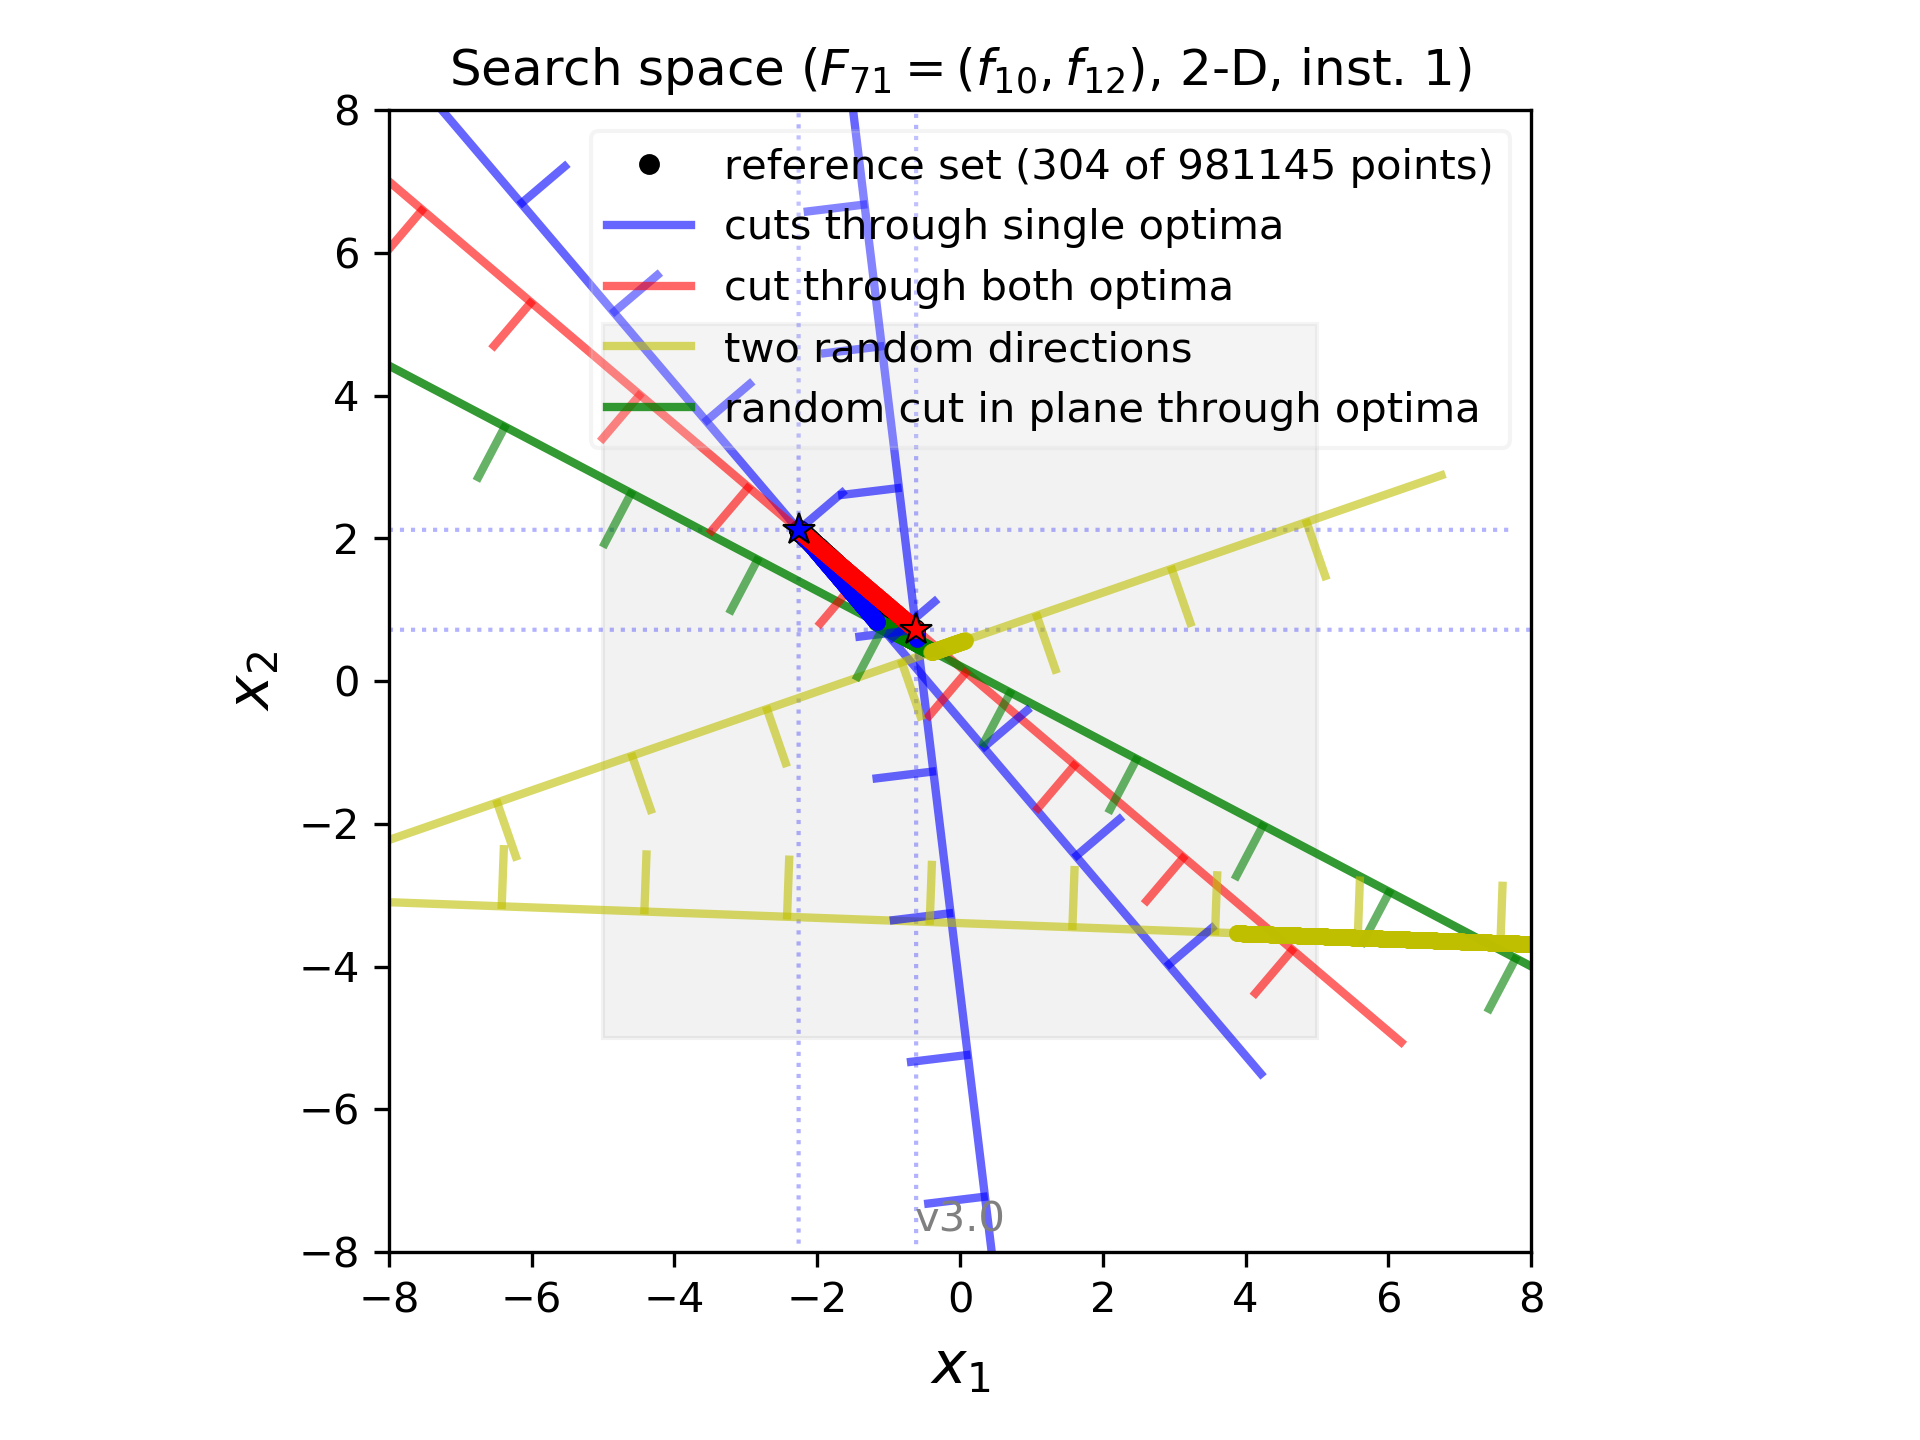 Search space (F71 = (f10, f12), 2-D, inst. 1)
reference set (304 of 981145 points)
cuts through single optima
cut through both optima
two random directions
random cut in plane through optima
8
6
4
2
0
−2
−4
−6
−8
x2
v3.0
−8 −6 −4 −2 0 2 4 6 8
x1